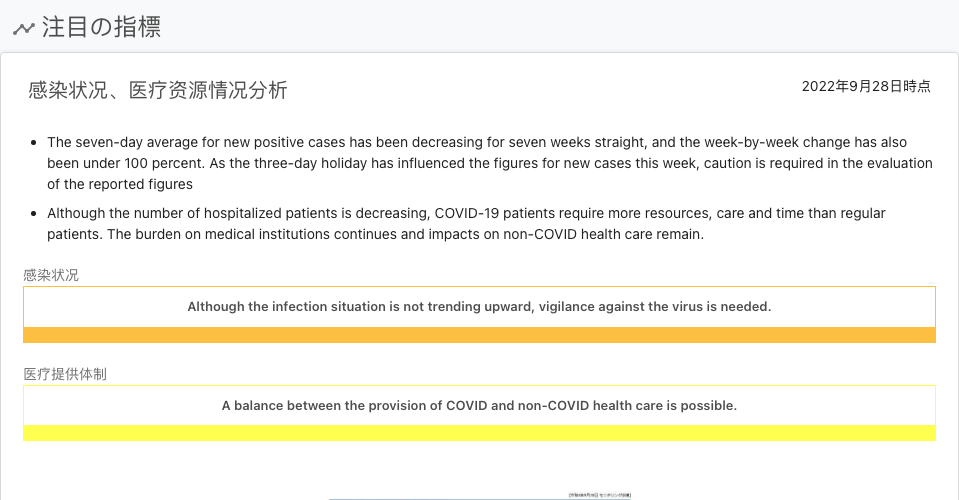 注目の指標
感染状况、医疗资源情况分析
2022年9月28日時点
The seven-day average for new positive cases has been decreasing for seven weeks straight, and the week-by-week change has also
been under 100 percent. As the three-day holiday has influenced the figures for new cases this week, caution is required in the evaluation
of the reported figures
Although the number of hospitalized patients is decreasing, COVID-19 patients require more resources, care and time than regular
patients. The burden on medical institutions continues and impacts on non-COVID health care remain.
感染状况
Although the infection situation is not trending upward, vigilance against the virus is needed.
医疗提供体制
A balance between the provision of COVID and non-COVID health care is possible.